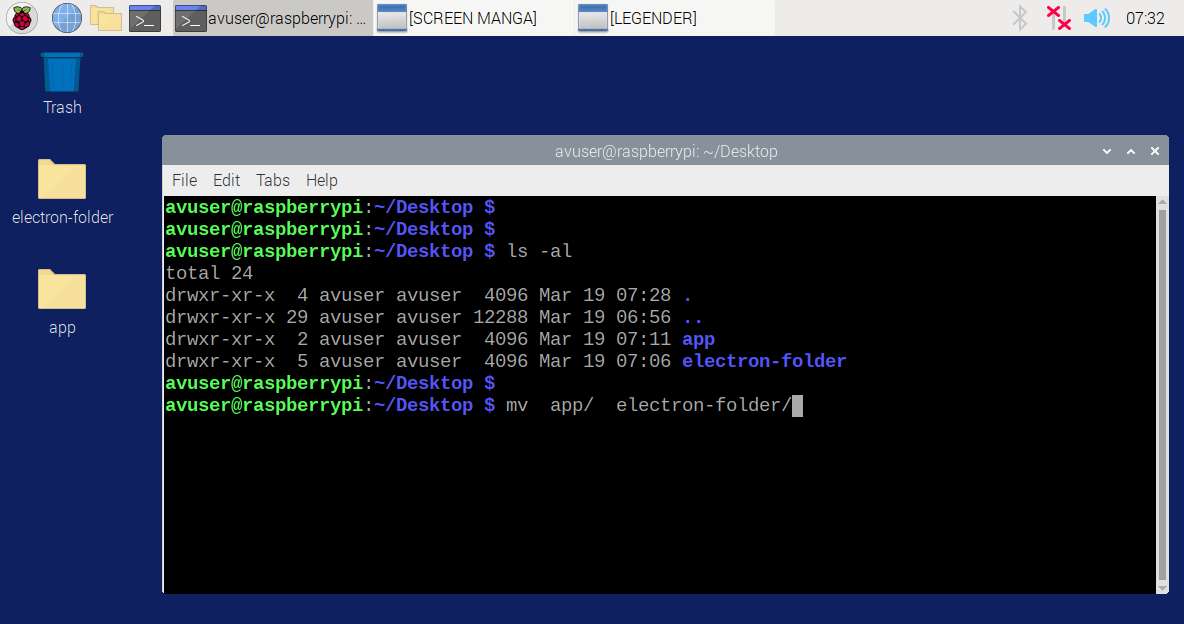 avuser@raspberrypi: ... [SCREEN MANGA] [LEGENDER] 07:32
Trash
electron-folder
app
avuser@raspberrypi: ~/Desktop
File Edit Tabs Help
avuser@raspberrypi:~/Desktop $
avuser@raspberrypi:~/Desktop $
avuser@raspberrypi:~/Desktop $ ls -al
total 24
drwxr-xr-x  4 avuser avuser  4096 Mar 19 07:28 .
drwxr-xr-x 29 avuser avuser 12288 Mar 19 06:56 ..
drwxr-xr-x  2 avuser avuser  4096 Mar 19 07:11 app
drwxr-xr-x  5 avuser avuser  4096 Mar 19 07:06 electron-folder
avuser@raspberrypi:~/Desktop $
avuser@raspberrypi:~/Desktop $ mv  app/  electron-folder/